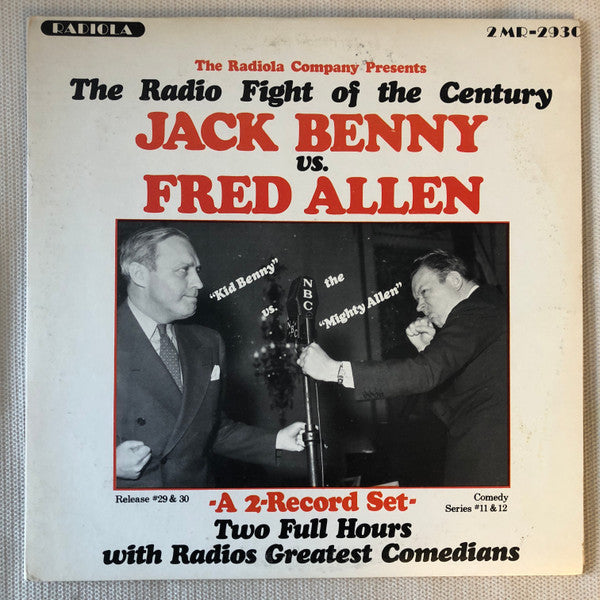 RADIOLA
2MR-2930
The Radiola Company Presents
The Radio Fight of the Century
JACK BENNY
vs.
FRED ALLEN
"Kid Benny"
vs.
the
"Mighty Allen"
NBC
Release #29 & 30
-A 2-Record Set-
Comedy
Series #11 & 12
Two Full Hours
with Radios Greatest Comedians